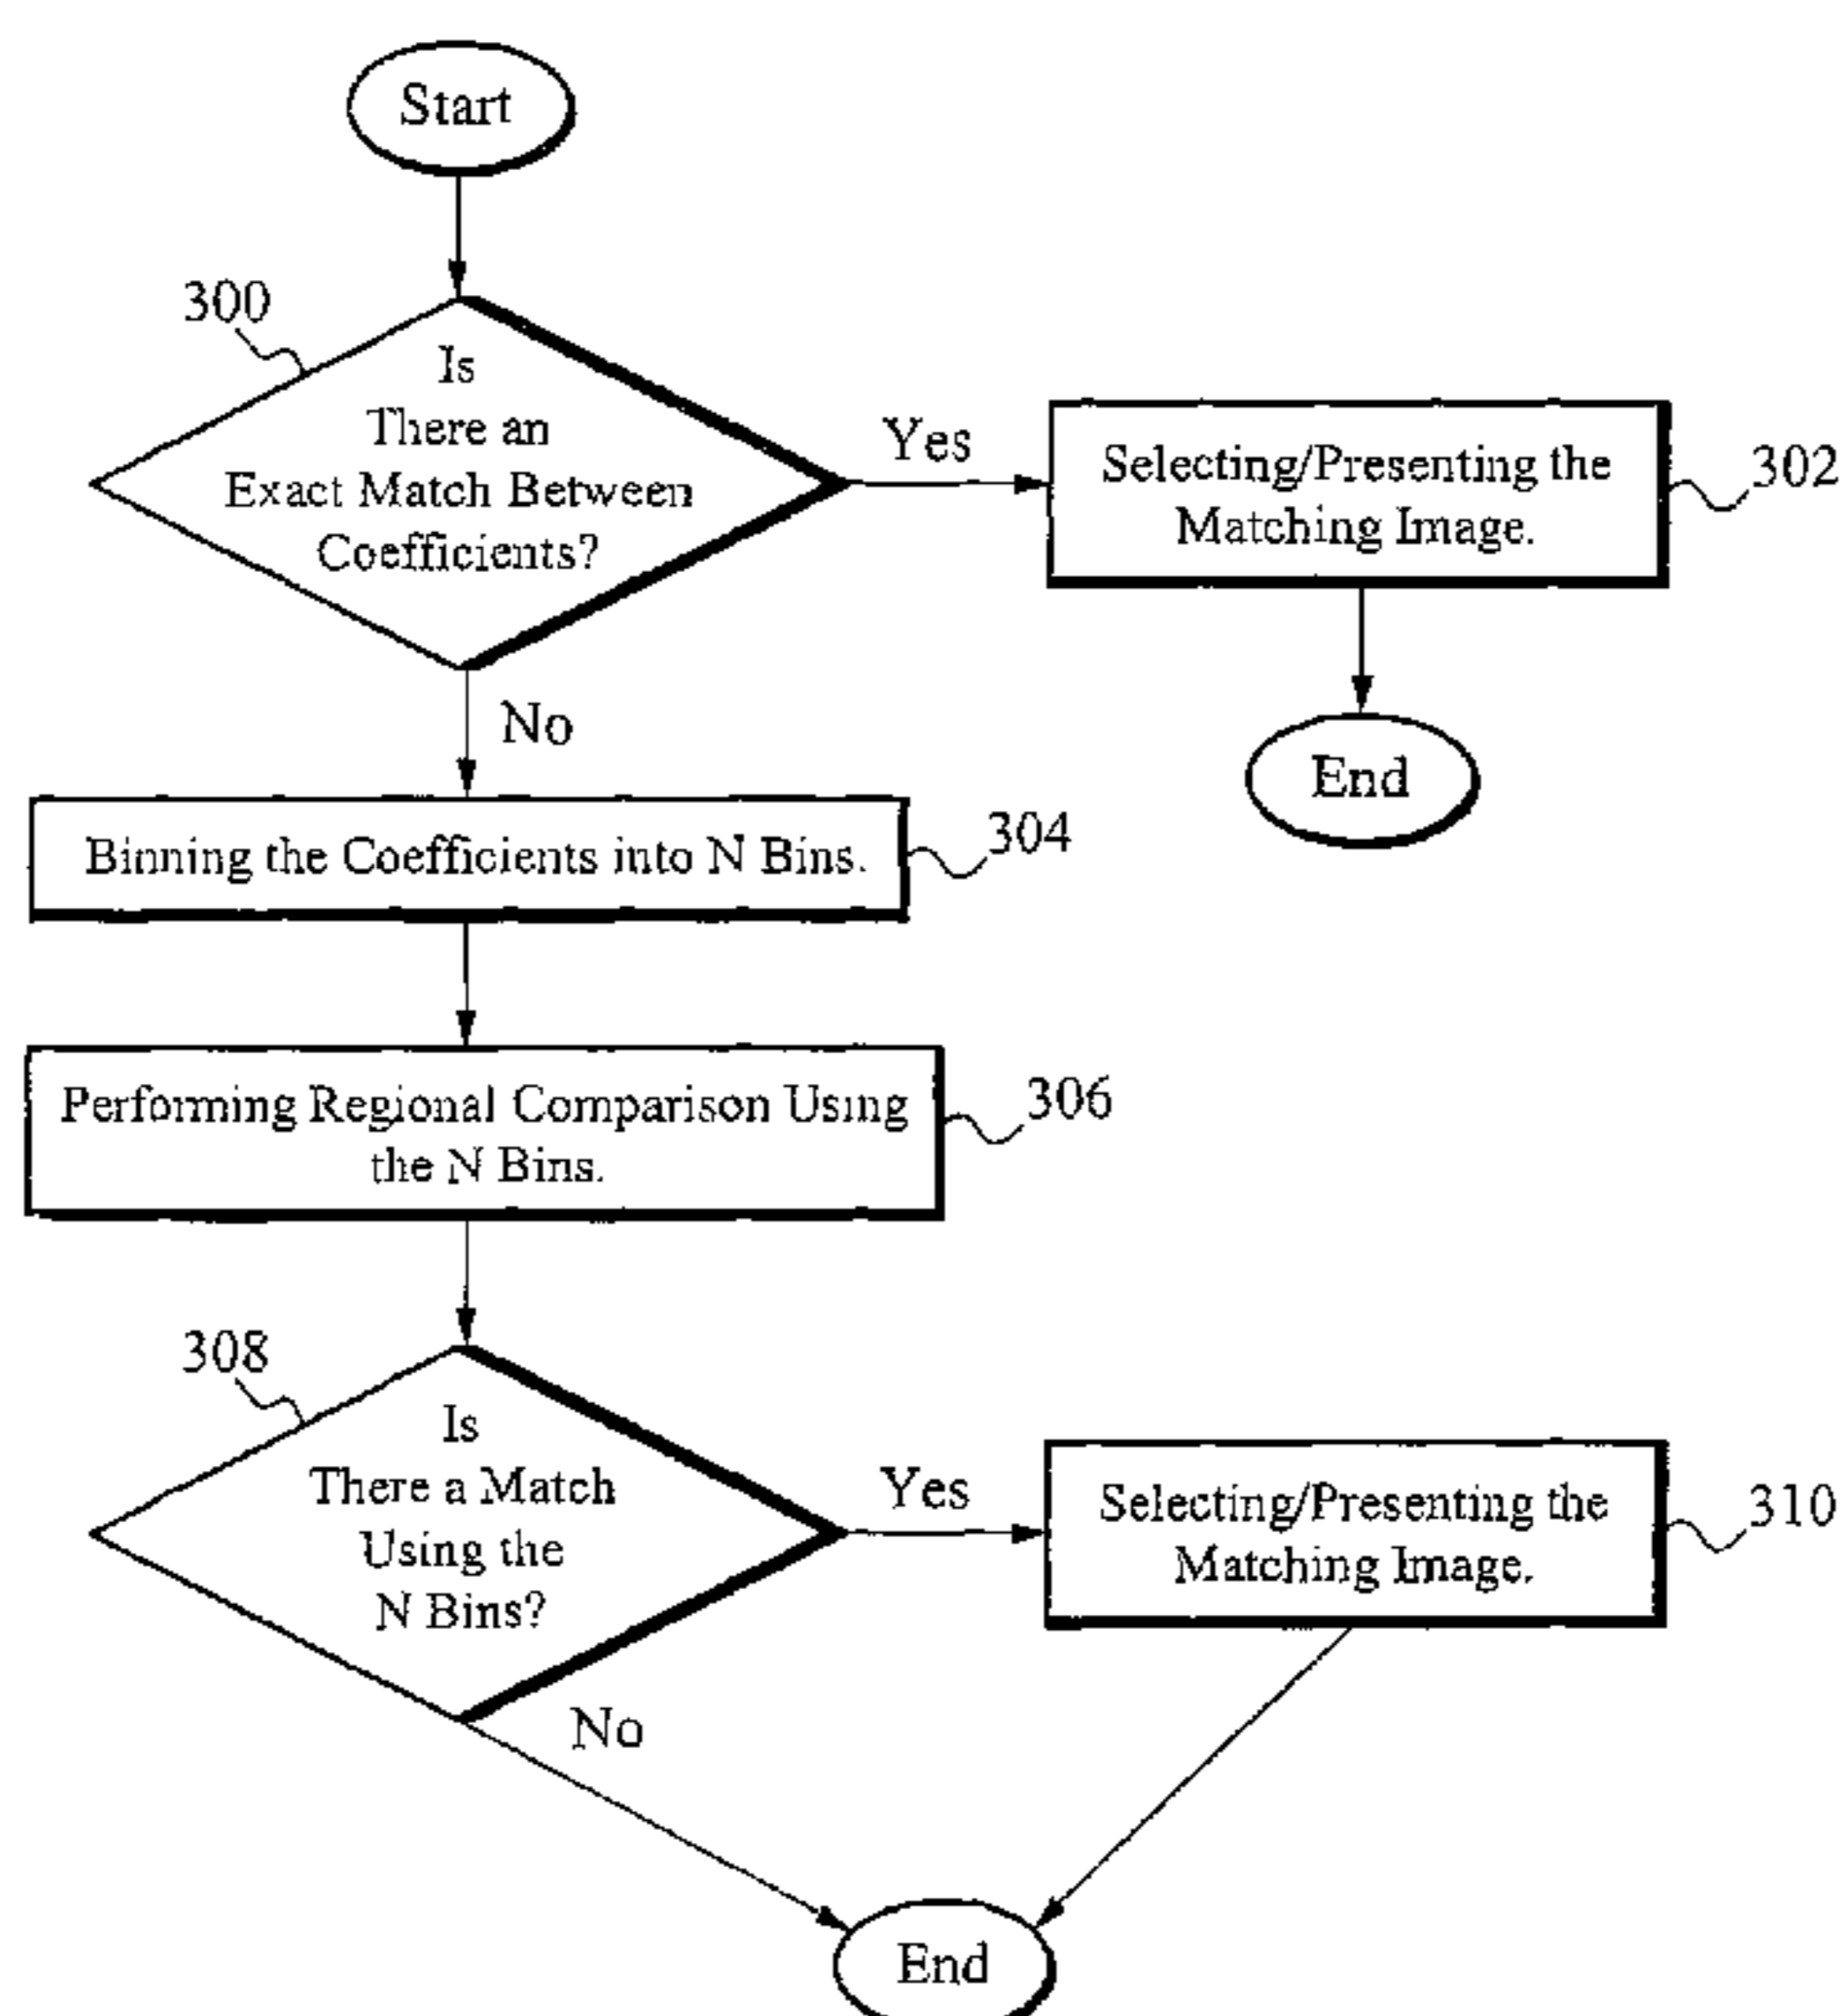 Start
300
Is
There an
Exact Match Between
Coefficients?
Yes
Selecting/Presenting the
Matching Image.
302
No
End
Binning the Coefficients into N Bins.
304
Performing Regional Comparison Using
the N Bins.
306
308
Is
There a Match
Using the
N Bins?
Yes
Selecting/Presenting the
Matching Image.
310
No
End